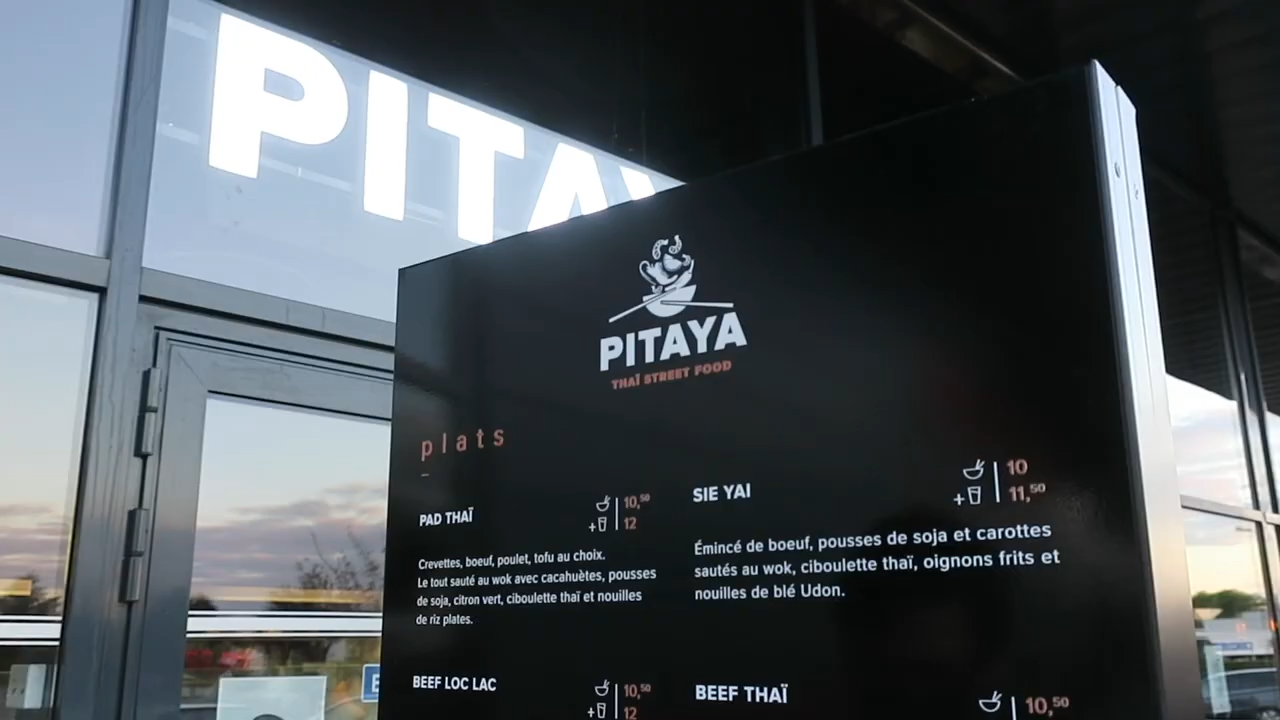 PITAY
PITAYA
THAÏ STREET FOOD
plats
PAD THAÏ
10,50
+ 12
Crevettes, boeuf, poulet, tofu au choix.
Le tout sauté au wok avec cacahuètes, pousses
de soja, citron vert, ciboulette thaï et nouilles
de riz plates.
BEEF LOC LAC
10,50
+ 12
SIE YAI
10
+ 11,50
Émincé de boeuf, pousses de soja et carottes
sautés au wok, ciboulette thaï, oignons frits et
nouilles de blé Udon.
BEEF THAÏ
10,50